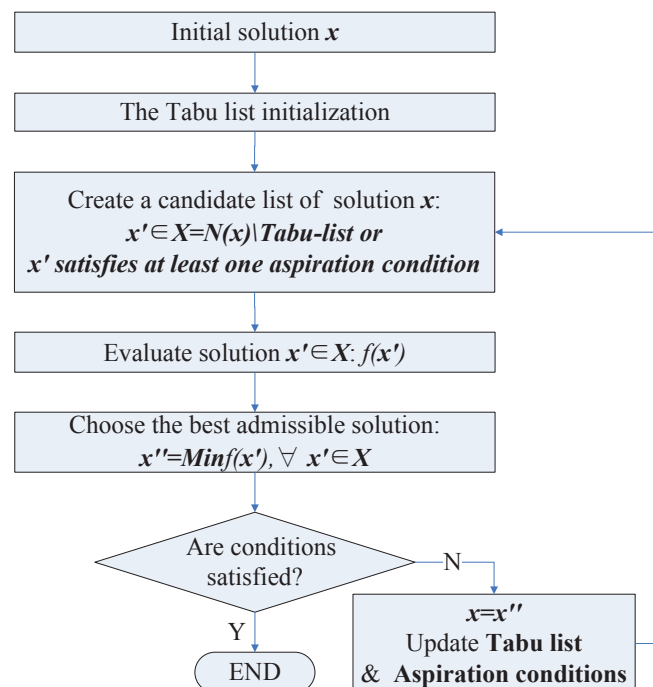 Initial solution x
The Tabu list initialization
Create a candidate list of solution x:
x'∈X=N(x)\Tabu-list or
x' satisfies at least one aspiration condition
Evaluate solution x'∈X: f(x')
Choose the best admissible solution:
x''=Minf(x'),∀ x'∈X
Are conditions
satisfied?
N
Y
END
x=x''
Update Tabu list
& Aspiration conditions